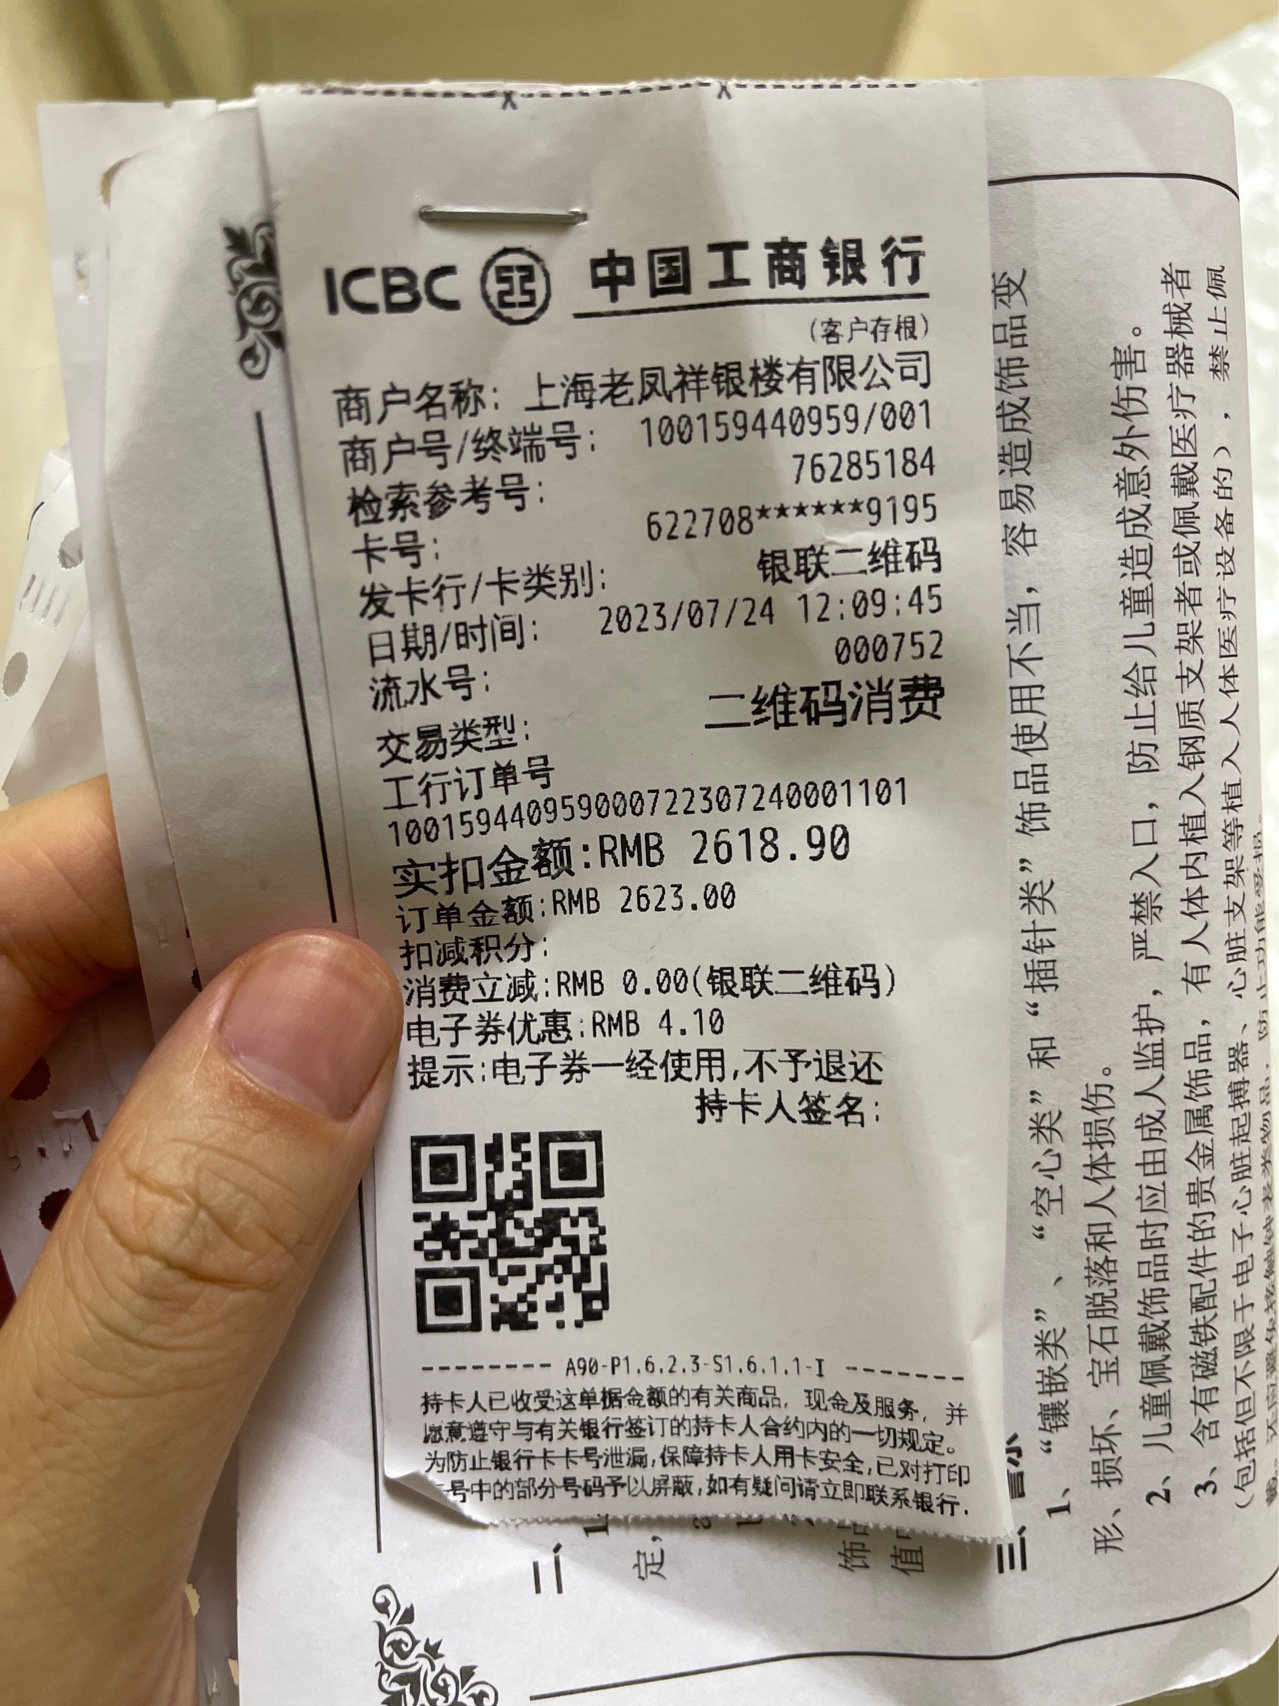 ICBC 中国工商银行
(客户存根)
商户名称: 上海老凤祥银楼有限公司
商户号/终端号: 100159440959/001
检索参考号: 76285184
卡号: 622708******9195
发卡行/卡类别: 银联二维码
日期/时间: 2023/07/24 12:09:45
流水号: 000752
交易类型: 二维码消费
工行订单号
100159440959000722307240001101
实扣金额:RMB 2618.90
订单金额:RMB 2623.00
扣减积分:
消费立减:RMB 0.00(银联二维码)
电子券优惠:RMB 4.10
提示:电子券一经使用,不予退还
持卡人签名:
-------- A90-P1.6.2.3-S1.6.1.1-I --------
持卡人已收受这单据金额的有关商品, 现金及服务, 并
愿意遵守与有关银行签订的持卡人合约内的一切规定。
为防止银行卡卡号泄漏,保障持卡人用卡安全,已对打印
号中的部分号码予以屏蔽,如有疑问请立即联系银行.
二、
1
定,
饰品
值
三、警示
1、“镶嵌类”、“空心类”和“插针类”饰品使用不当，容易造成饰品变
形、损坏、宝石脱落和人体损伤。
2、儿童佩戴饰品时应由成人监护，严禁入口，防止给儿童造成意外伤害。
3、含有磁铁配件的贵金属饰品，有人体内植入钢质支架者或佩戴医疗器械者
（包括但不限于电子心脏起搏器、心脏支架等植入人体医疗设备的），禁止佩
戴。